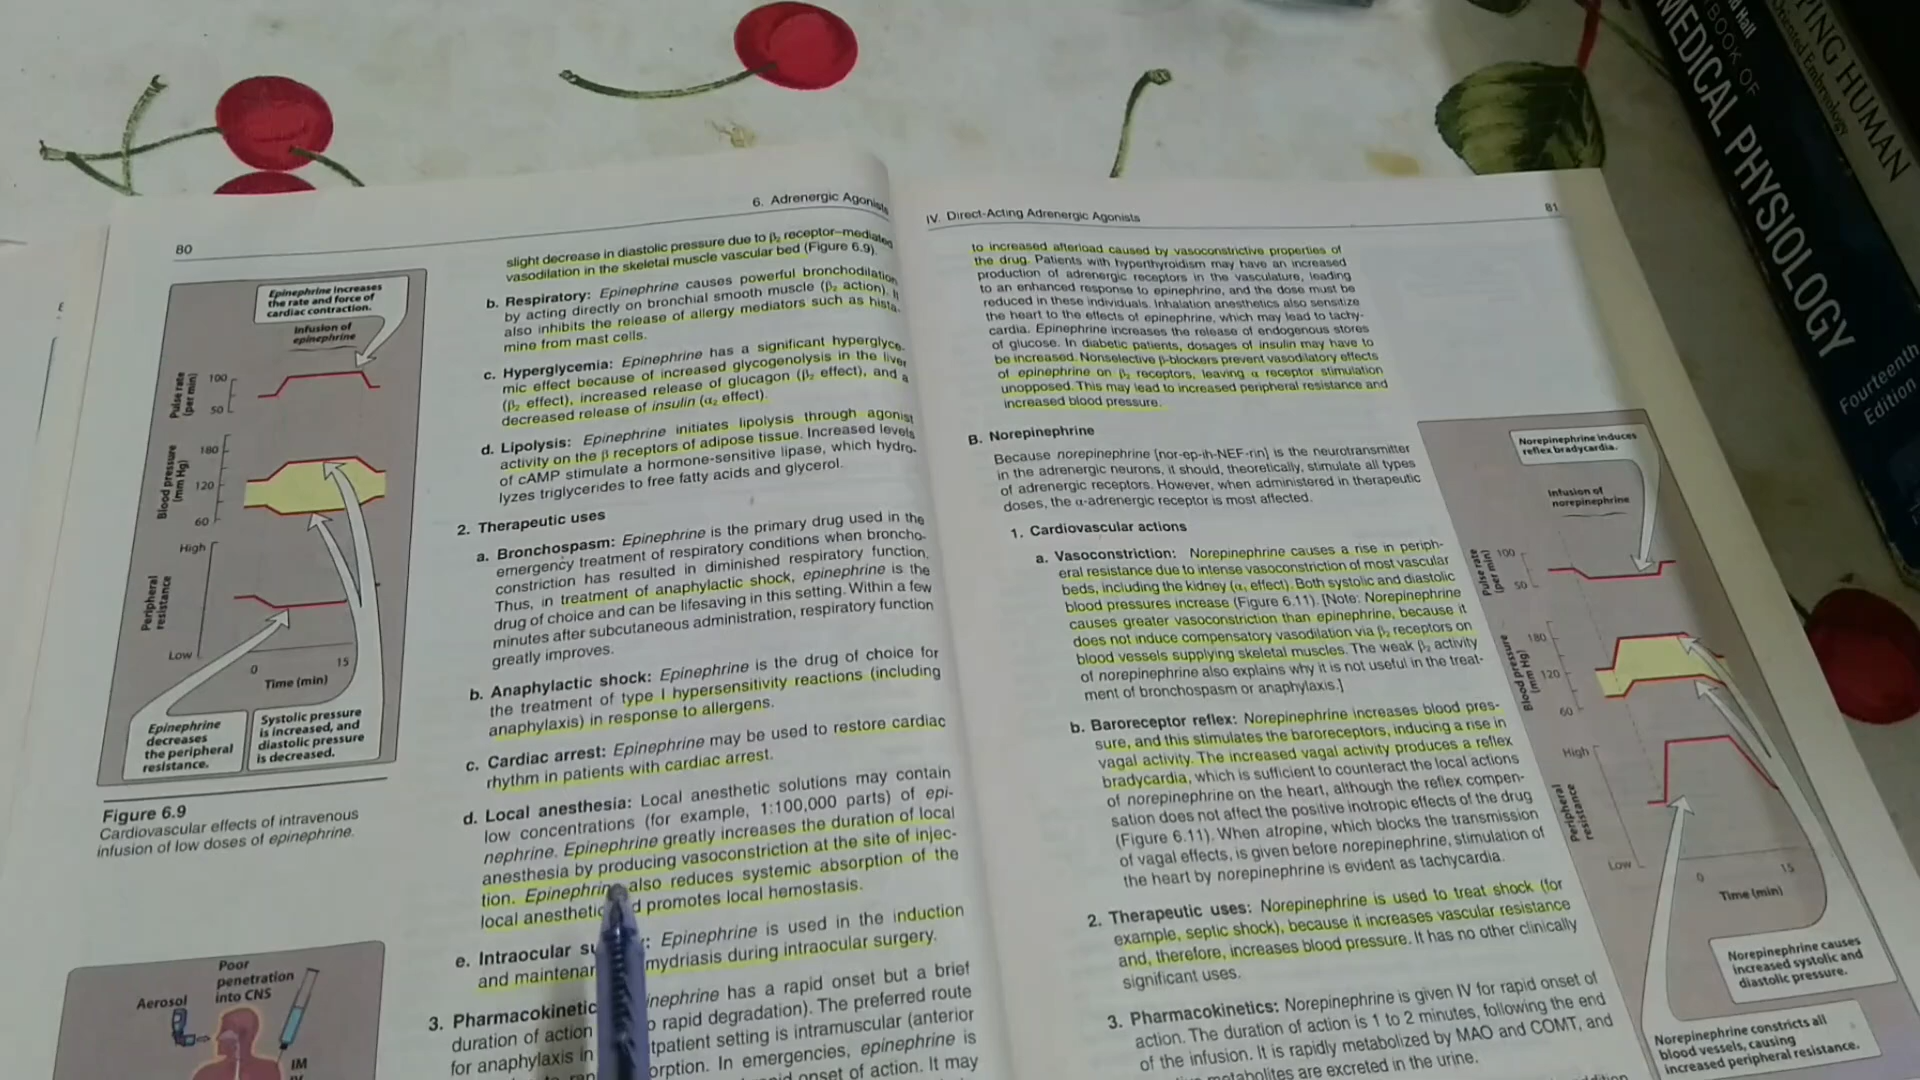 80
6. Adrenergic Agonists
Epinephrine increases
the rate and force of
cardiac contraction.
Infusion of
epinephrine
Pulse rate
(per min)
100
50
Blood pressure
(mm Hg)
180
120
60
Peripheral
resistance
High
Low
0
15
Time (min)
Epinephrine
decreases
the peripheral
resistance.
Systolic pressure
is increased, and
diastolic pressure
is decreased.
Figure 6.9
Cardiovascular effects of intravenous
infusion of low doses of epinephrine.
Aerosol
Poor
penetration
into CNS
IM
slight decrease in diastolic pressure due to β₂ receptor–mediated
vasodilation in the skeletal muscle vascular bed (Figure 6.9).
b. Respiratory: Epinephrine causes powerful bronchodilation
by acting directly on bronchial smooth muscle (β₂ action). It
also inhibits the release of allergy mediators such as hista-
mine from mast cells.
c. Hyperglycemia: Epinephrine has a significant hyperglyce-
mic effect because of increased glycogenolysis in the liver
(β₂ effect), increased release of glucagon (β₂ effect), and a
decreased release of insulin (α₂ effect).
d. Lipolysis: Epinephrine initiates lipolysis through agonist
activity on the β receptors of adipose tissue. Increased levels
of cAMP stimulate a hormone-sensitive lipase, which hydro-
lyzes triglycerides to free fatty acids and glycerol.
2. Therapeutic uses
a. Bronchospasm: Epinephrine is the primary drug used in the
emergency treatment of respiratory conditions when broncho-
constriction has resulted in diminished respiratory function.
Thus, in treatment of anaphylactic shock, epinephrine is the
drug of choice and can be lifesaving in this setting. Within a few
minutes after subcutaneous administration, respiratory function
greatly improves.
b. Anaphylactic shock: Epinephrine is the drug of choice for
the treatment of type I hypersensitivity reactions (including
anaphylaxis) in response to allergens.
c. Cardiac arrest: Epinephrine may be used to restore cardiac
rhythm in patients with cardiac arrest.
d. Local anesthesia: Local anesthetic solutions may contain
low concentrations (for example, 1:100,000 parts) of epi-
nephrine. Epinephrine greatly increases the duration of local
anesthesia by producing vasoconstriction at the site of injec-
tion. Epinephrine also reduces systemic absorption of the
local anesthetic promotes local hemostasis.
e. Intraocular : Epinephrine is used in the induction
and mydriasis during intraocular surgery.
3. has a rapid onset but a brief
duration of action rapid degradation). The preferred route
for anaphylaxis in setting is intramuscular (anterior
In emergencies, epinephrine is
onset of action. It may
IV. Direct-Acting Adrenergic Agonists
81
to increased afterload caused by vasoconstrictive properties of
the drug. Patients with hyperthyroidism may have an increased
production of adrenergic receptors in the vasculature, leading
to an enhanced response to epinephrine, and the dose must be
reduced in these individuals. Inhalation anesthetics also sensitize
the heart to the effects of epinephrine, which may lead to tachy-
cardia. Epinephrine increases the release of endogenous stores
of glucose. In diabetic patients, dosages of insulin may have to
be increased. Nonselective β-blockers prevent vasodilatory effects
of epinephrine on β₂ receptors, leaving α receptor stimulation
unopposed. This may lead to increased peripheral resistance and
increased blood pressure.
B. Norepinephrine
Because norepinephrine [nor-ep-ih-NEF-rin] is the neurotransmitter
in the adrenergic neurons, it should, theoretically, stimulate all types
of adrenergic receptors. However, when administered in therapeutic
doses, the α-adrenergic receptor is most affected.
1. Cardiovascular actions
a. Vasoconstriction: Norepinephrine causes a rise in periph-
eral resistance due to intense vasoconstriction of most vascular
beds, including the kidney (α₁ effect). Both systolic and diastolic
blood pressures increase (Figure 6.11). [Note: Norepinephrine
causes greater vasoconstriction than epinephrine, because it
does not induce compensatory vasodilation via β₂ receptors on
blood vessels supplying skeletal muscles. The weak β₂ activity
of norepinephrine also explains why it is not useful in the treat-
ment of bronchospasm or anaphylaxis.]
b. Baroreceptor reflex: Norepinephrine increases blood pres-
sure, and this stimulates the baroreceptors, inducing a rise in
vagal activity. The increased vagal activity produces a reflex
bradycardia, which is sufficient to counteract the local actions
of norepinephrine on the heart, although the reflex compen-
sation does not affect the positive inotropic effects of the drug
(Figure 6.11). When atropine, which blocks the transmission
of vagal effects, is given before norepinephrine, stimulation of
the heart by norepinephrine is evident as tachycardia.
2. Therapeutic uses: Norepinephrine is used to treat shock (for
example, septic shock), because it increases vascular resistance
and, therefore, increases blood pressure. It has no other clinically
significant uses.
3. Pharmacokinetics: Norepinephrine is given IV for rapid onset of
action. The duration of action is 1 to 2 minutes, following the end
of the infusion. It is rapidly metabolized by MAO and COMT, and
metabolites are excreted in the urine.
Norepinephrine induces
reflex bradycardia.
Infusion of
norepinephrine
Pulse rate
(per min)
100
50
Blood pressure
(mm Hg)
180
120
60
Peripheral
resistance
High
Low
0
15
Time (min)
Norepinephrine causes
increased systolic and
diastolic pressure.
Norepinephrine constricts all
blood vessels, causing
increased peripheral resistance.
Hall
BOOK OF
MEDICAL PHYSIOLOGY
Fourteenth
Edition
PING HUMAN
Oriented Embryology